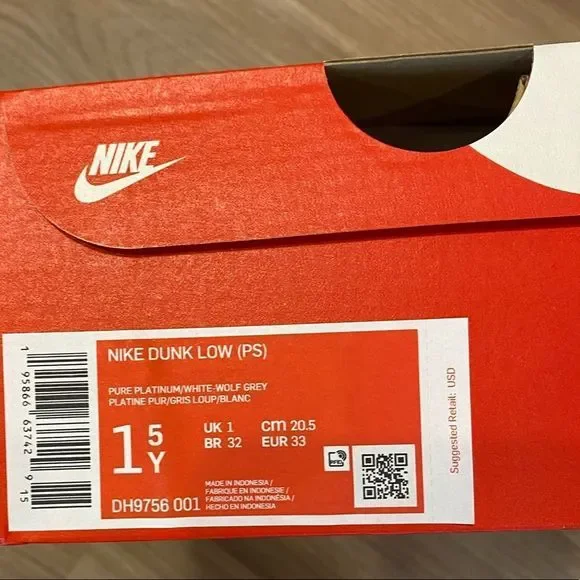 NIKE
NIKE DUNK LOW (PS)
PURE PLATINUM/WHITE-WOLF GREY
PLATINE PUR/GRIS LOUP/BLANC
1 5 Y
UK 1 cm 20.5
BR 32 EUR 33
MADE IN INDONESIA /
FABRIQUE EN INDONESIE /
FABRICADO NA INDONÉSIA /
HECHO EN INDONESIA
DH9756 001
1 95866 63742 9 15
Suggested Retail: USD